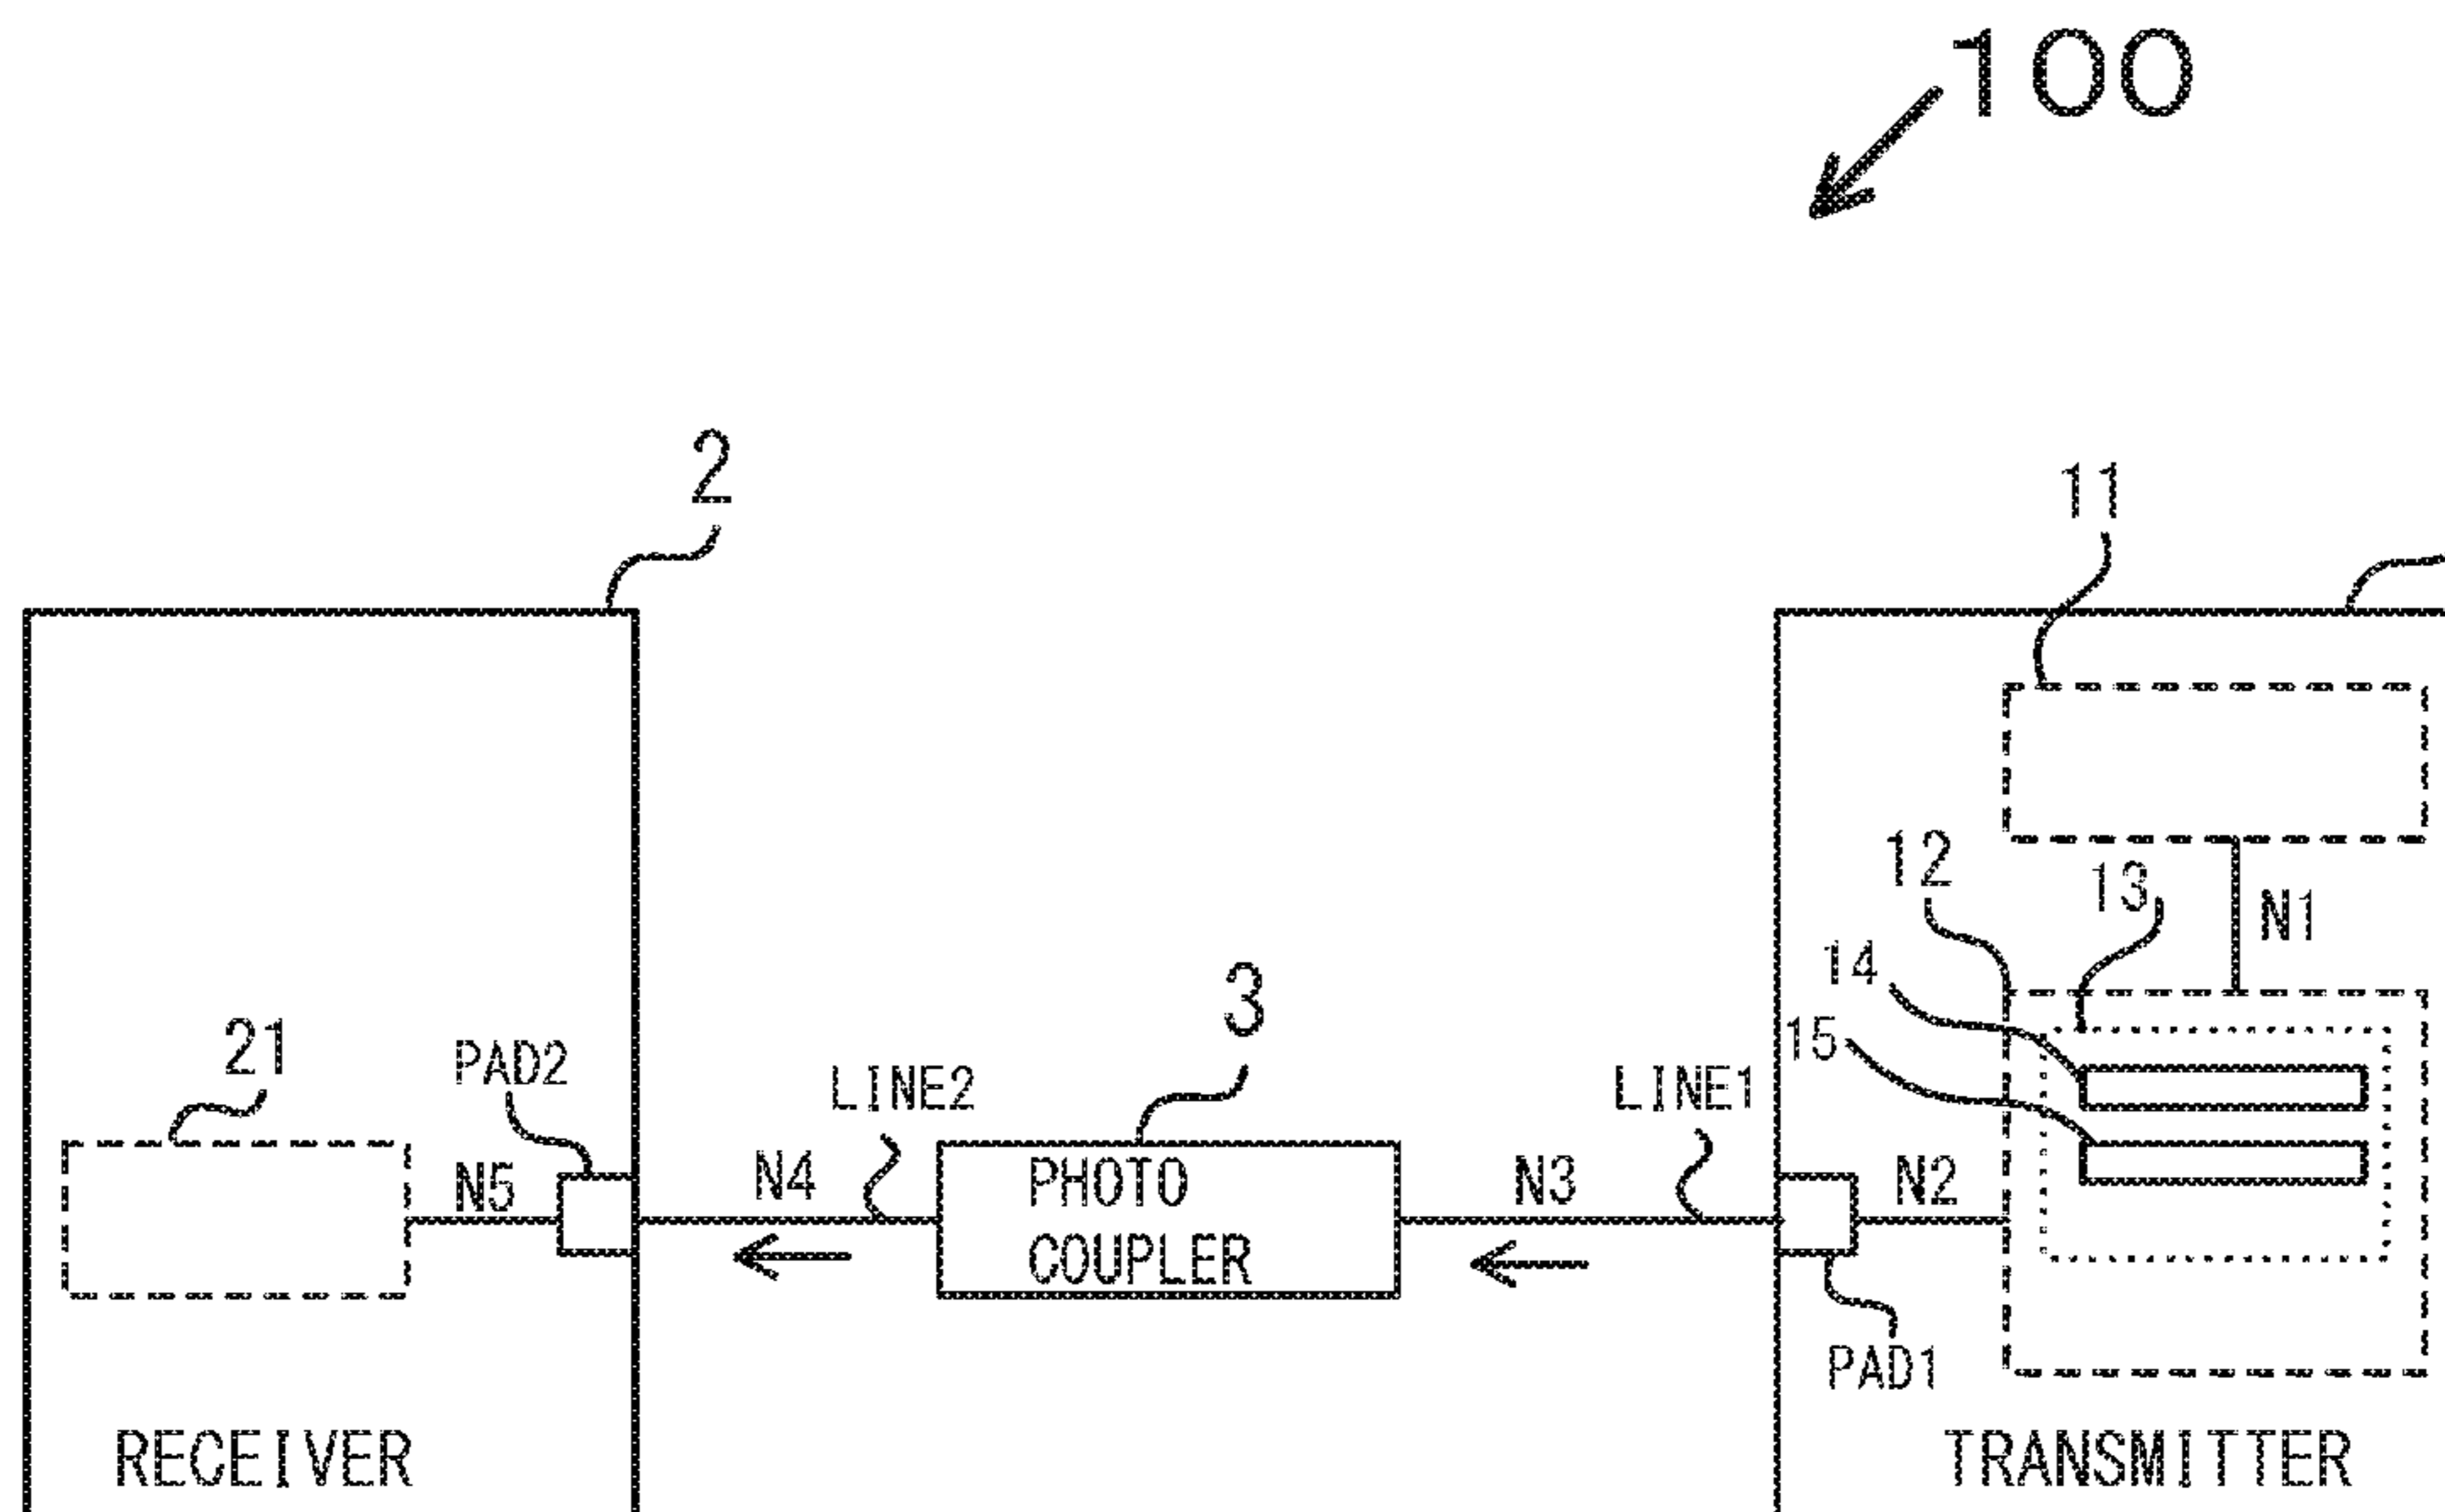 100
2
11
12
13
N1
14
3
15
21
PAD2
LINE2
LINE1
N5
N4
PHOTO
COUPLER
N3
N2
PAD1
RECEIVER
TRANSMITTER